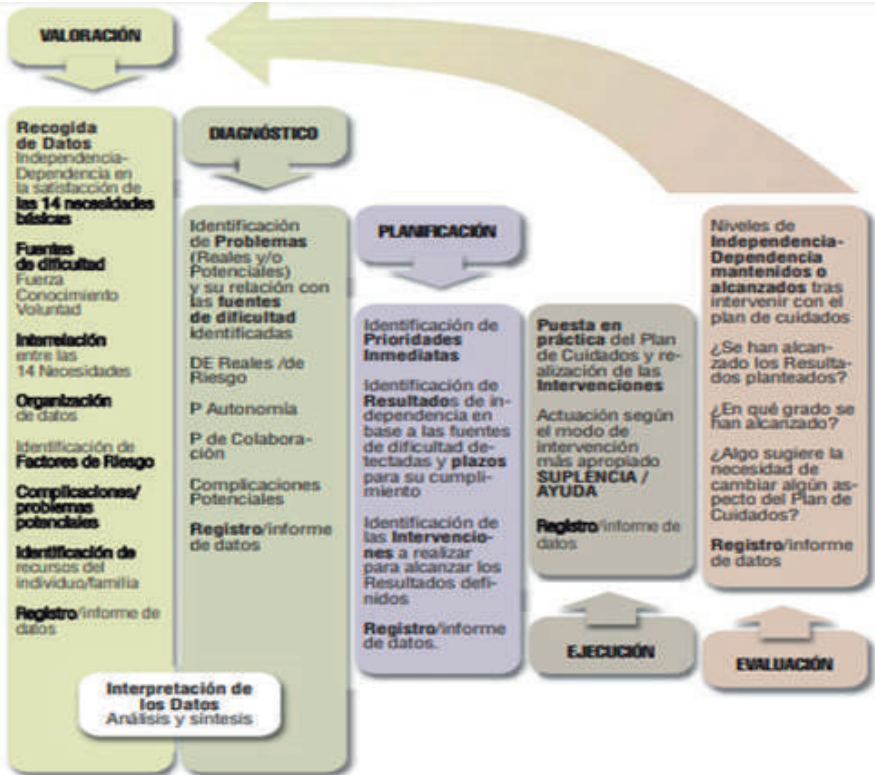 VALORACIÓN
Recogida
de Datos
Independencia-
Dependencia en
la satisfacción de
las 14 necesidades
básicas
Fuentes
de dificultad
Fuerza
Conocimiento
Voluntad
Interrelación
entre las
14 Necesidades
Organización
de datos
Identificación de
Factores de Riesgo
Complicaciones/
problemas
potenciales
Identificación de
recursos del
individuo/familia
Registro/informe de
datos
DIAGNÓSTICO
Identificación
de Problemas
(Reales y/o
Potenciales)
y su relación con
las fuentes
de dificultad
identificadas
DE Reales /de
Riesgo
P Autonomía
P de Colabora-
ción
Complicaciones
Potenciales
Registro/informe
de datos
Interpretación de
los Datos
Análisis y síntesis
PLANIFICACIÓN
Identificación de
Prioridades
Inmediatas
Identificación de
Resultados de in-
dependencia en
base a las fuentes
de dificultad de-
tectadas y plazos
para su cumpli-
miento
Identificación de
las Intervencio-
nes a realizar
para alcanzar los
Resultados defi-
nidos
Registro/informe
de datos.
Puesta en
práctica del Plan
de Cuidados y re-
alización de las
Intervenciones
Actuación según
el modo de
intervención
más apropiado
SUPLENCIA /
AYUDA
Registro/informe de
datos
EJECUCIÓN
Niveles de
Independencia-
Dependencia
mantenidos o
alcanzados tras
intervenir con el
plan de cuidados
¿Se han alcan-
zado los Resulta-
dos planteados?
¿En qué grado se
han alcanzado?
¿Algo sugiere la
necesidad de
cambiar algún as-
pecto del Plan de
Cuidados?
Registro/informe
de datos
EVALUACIÓN